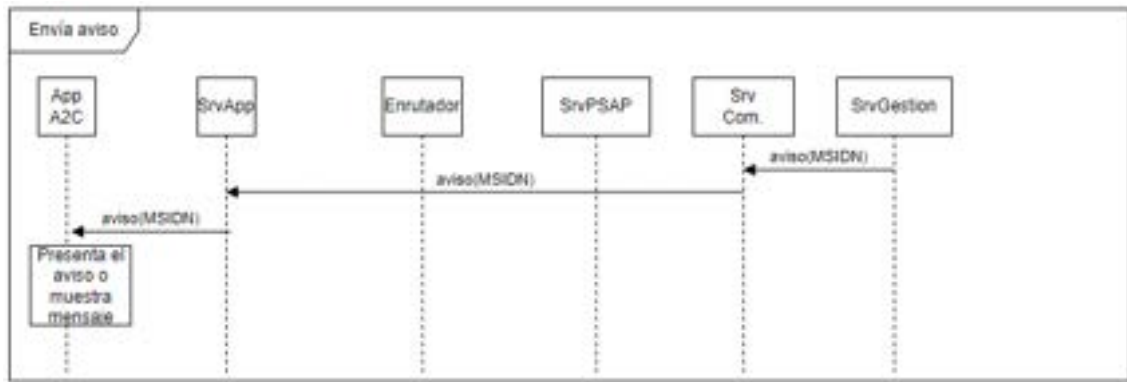 Envía aviso
App
A2C
SrvApp
Enrutador
SrvPSAP
Srv
Com.
SrvGestion
aviso(MSIDN)
aviso(MSIDN)
aviso(MSIDN)
Presenta el
aviso o
muestra
mensaje